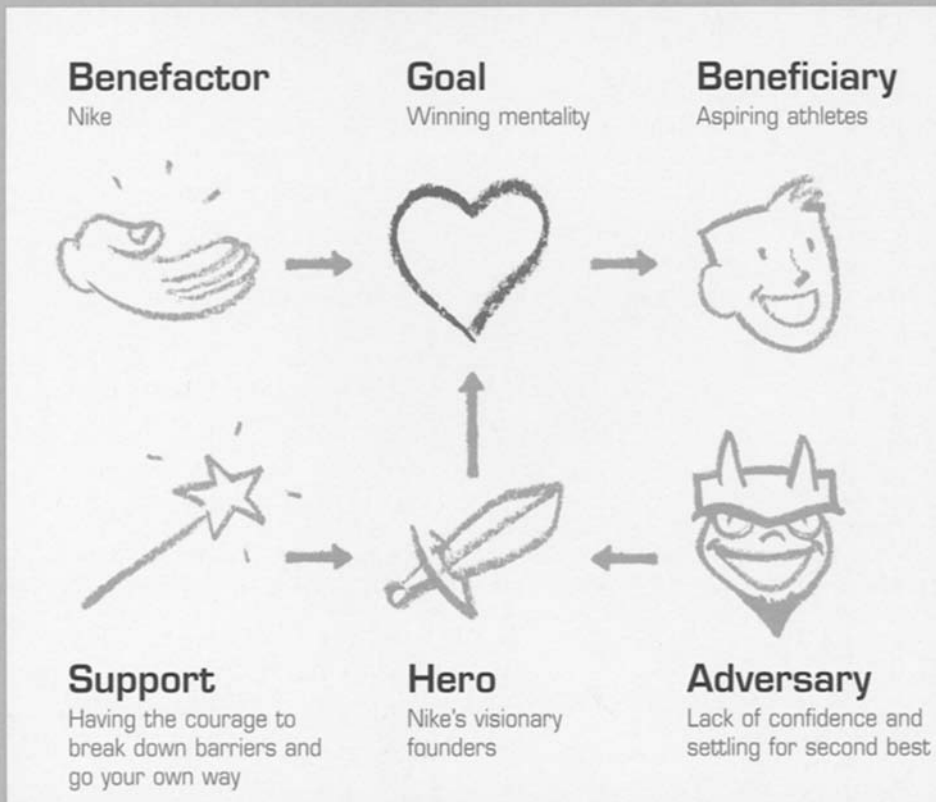 Benefactor
Nike
Goal
Winning mentality
Beneficiary
Aspiring athletes
Support
Having the courage to
break down barriers and
go your own way
Hero
Nike's visionary
founders
Adversary
Lack of confidence and
settling for second best